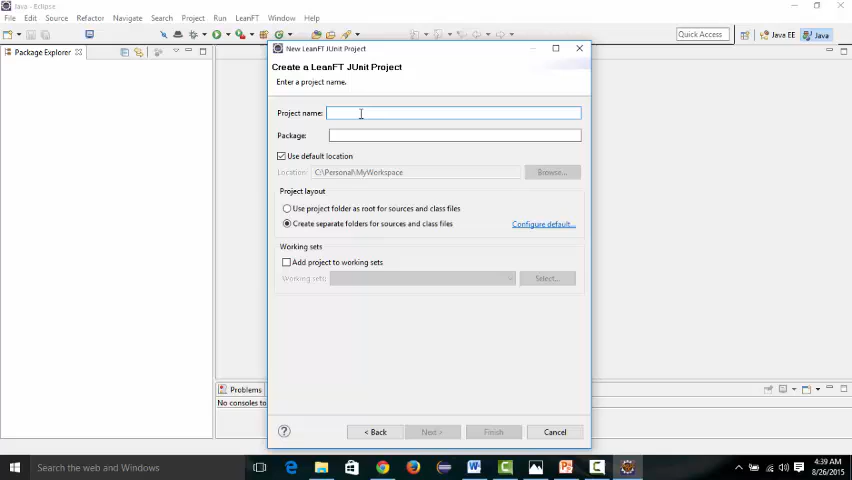 Java - Eclipse
File Edit Source Refactor Navigate Search Project Run LeanFT Window Help
Quick Access
Java EE
Java
Package Explorer
New LeanFT JUnit Project
Create a LeanFT JUnit Project
Enter a project name.
Project name:
Package:
Use default location
Location: C:\Personal\MyWorkspace
Browse...
Project layout
Use project folder as root for sources and class files
Create separate folders for sources and class files
Configure default...
Working sets
Add project to working sets
Working sets:
Select...
Problems
No consoles to
< Back
Next >
Finish
Cancel
Search the web and Windows
4:39 AM
8/26/2015